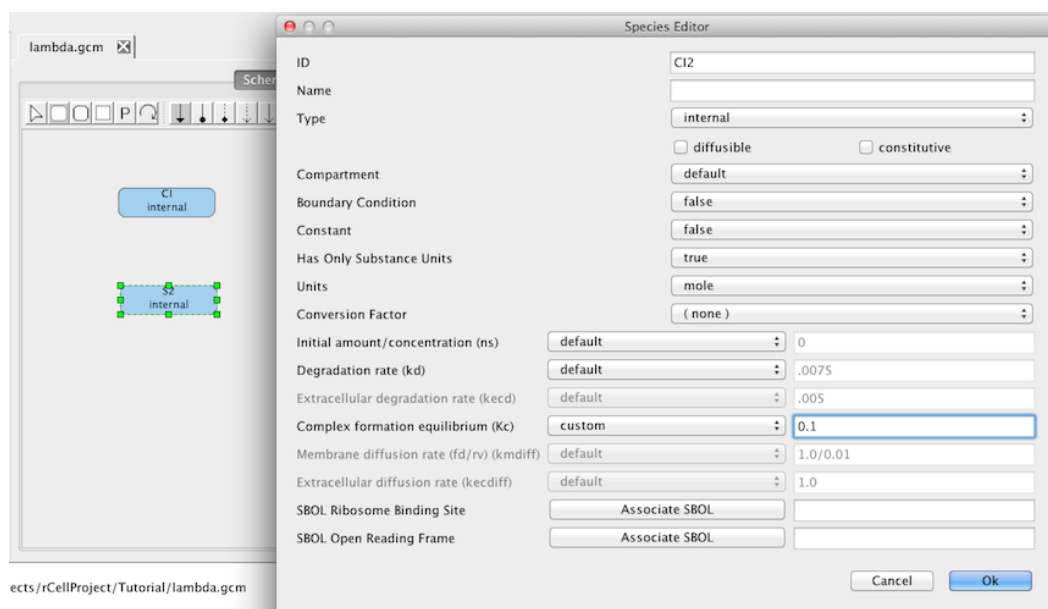 lambda.gcm
Schem
P
CI
internal
S2
internal
ects/rCellProject/Tutorial/lambda.gcm
Species Editor
ID CI2
Name
Type internal
diffusible constitutive
Compartment default
Boundary Condition false
Constant false
Has Only Substance Units true
Units mole
Conversion Factor ( none )
Initial amount/concentration (ns) default 0
Degradation rate (kd) default .0075
Extracellular degradation rate (kecd) default .005
Complex formation equilibrium (Kc) custom 0.1
Membrane diffusion rate (fd/rv) (kmdiff) default 1.0/0.01
Extracellular diffusion rate (kecdiff) default 1.0
SBOL Ribosome Binding Site Associate SBOL
SBOL Open Reading Frame Associate SBOL
Cancel Ok